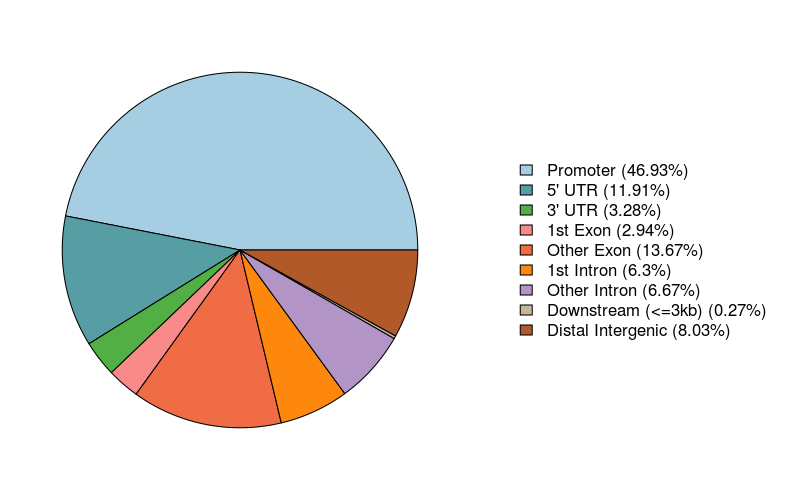 Promoter (46.93%)
5' UTR (11.91%)
3' UTR (3.28%)
1st Exon (2.94%)
Other Exon (13.67%)
1st Intron (6.3%)
Other Intron (6.67%)
Downstream (<=3kb) (0.27%)
Distal Intergenic (8.03%)